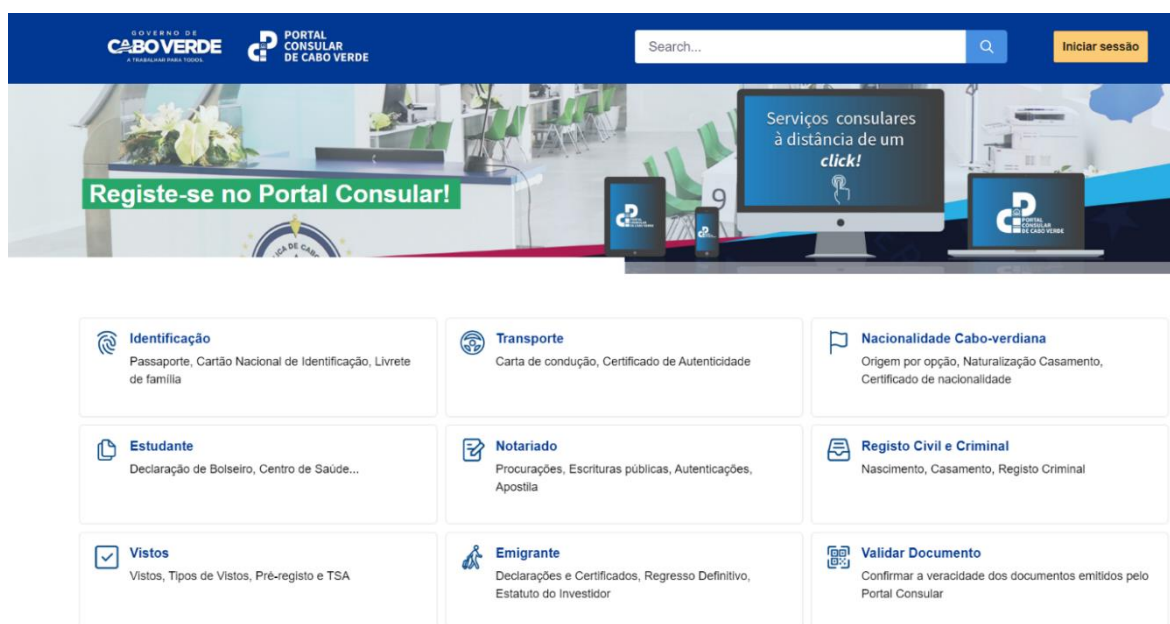 GOVERNO DE
CABOVERDE
A TRABALHAR PARA TODOS.
PORTAL
CONSULAR
DE CABO VERDE
Search...
Iniciar sessão
Serviços consulares
à distância de um
click!
Registe-se no Portal Consular!
9
PORTAL
CONSULAR
DE CABO VERDE
Identificação
Passaporte, Cartão Nacional de Identificação, Livrete
de família
Transporte
Carta de condução, Certificado de Autenticidade
Nacionalidade Cabo-verdiana
Origem por opção, Naturalização Casamento,
Certificado de nacionalidade
Estudante
Declaração de Bolseiro, Centro de Saúde...
Notariado
Procurações, Escrituras públicas, Autenticações,
Apostila
Registo Civil e Criminal
Nascimento, Casamento, Registo Criminal
Vistos
Vistos, Tipos de Vistos, Pré-registo e TSA
Emigrante
Declarações e Certificados, Regresso Definitivo,
Estatuto do Investidor
Validar Documento
Confirmar a veracidade dos documentos emitidos pelo
Portal Consular